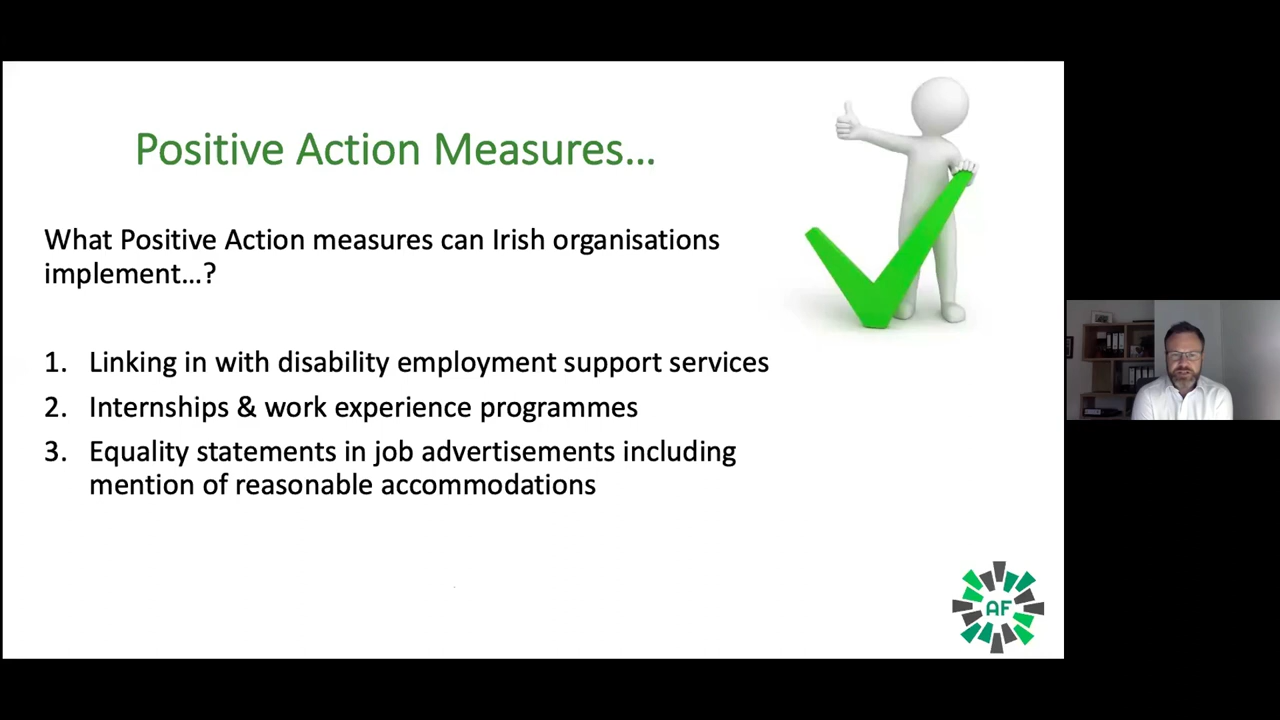 Positive Action Measures...
What Positive Action measures can Irish organisations
implement...?
1. Linking in with disability employment support services
2. Internships & work experience programmes
3. Equality statements in job advertisements including
mention of reasonable accommodations
AF